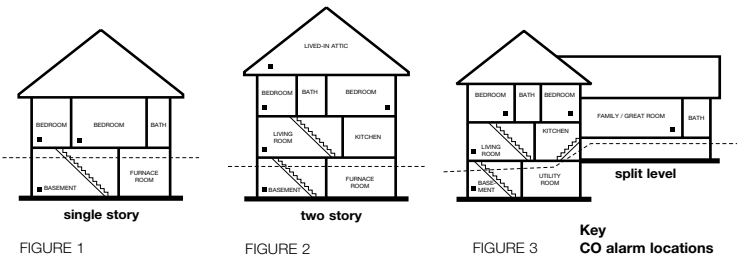 BEDROOM
BEDROOM
BATH
BASEMENT
FURNACE
ROOM
single story
FIGURE 1
LIVED-IN ATTIC
BEDROOM
BATH
BEDROOM
LIVING
ROOM
KITCHEN
BASEMENT
FURNACE
ROOM
two story
FIGURE 2
BEDROOM
BATH
BEDROOM
FAMILY / GREAT ROOM
BATH
LIVING
ROOM
KITCHEN
BASE
MENT
UTILITY
ROOM
split level
FIGURE 3
Key
CO alarm locations